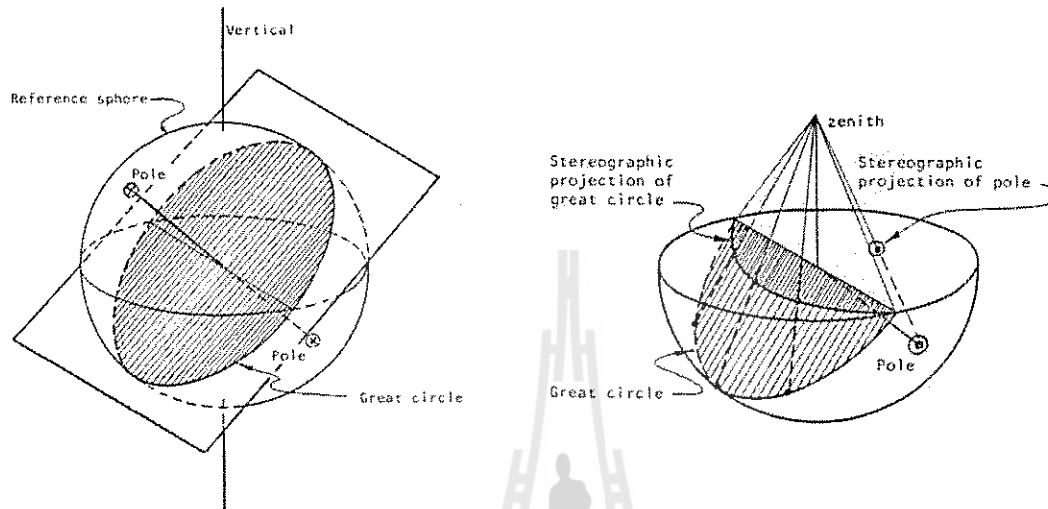 Vertical
Reference sphere
Pole
Pole
Great circle
zenith
Stereographic
projection of
great circle
Stereographic
projection of pole
Pole
Great circle